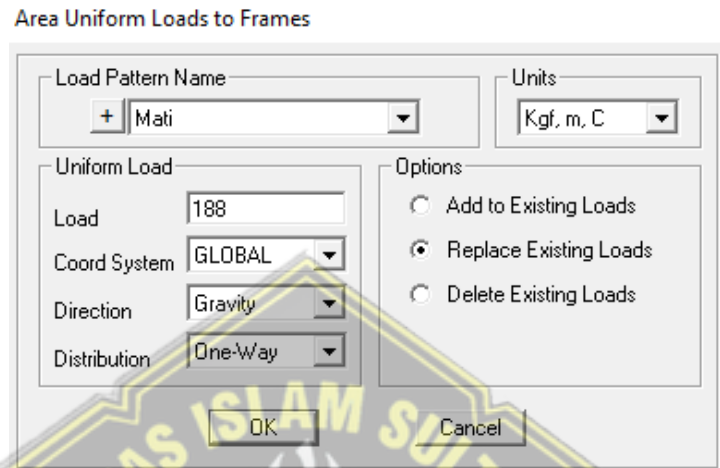 Area Uniform Loads to Frames
Load Pattern Name
+ Mati
Units
Kgf, m, C
Uniform Load
Load 188
Coord System GLOBAL
Direction Gravity
Distribution One-Way
Options
Add to Existing Loads
Replace Existing Loads
Delete Existing Loads
OK Cancel
ISLAM